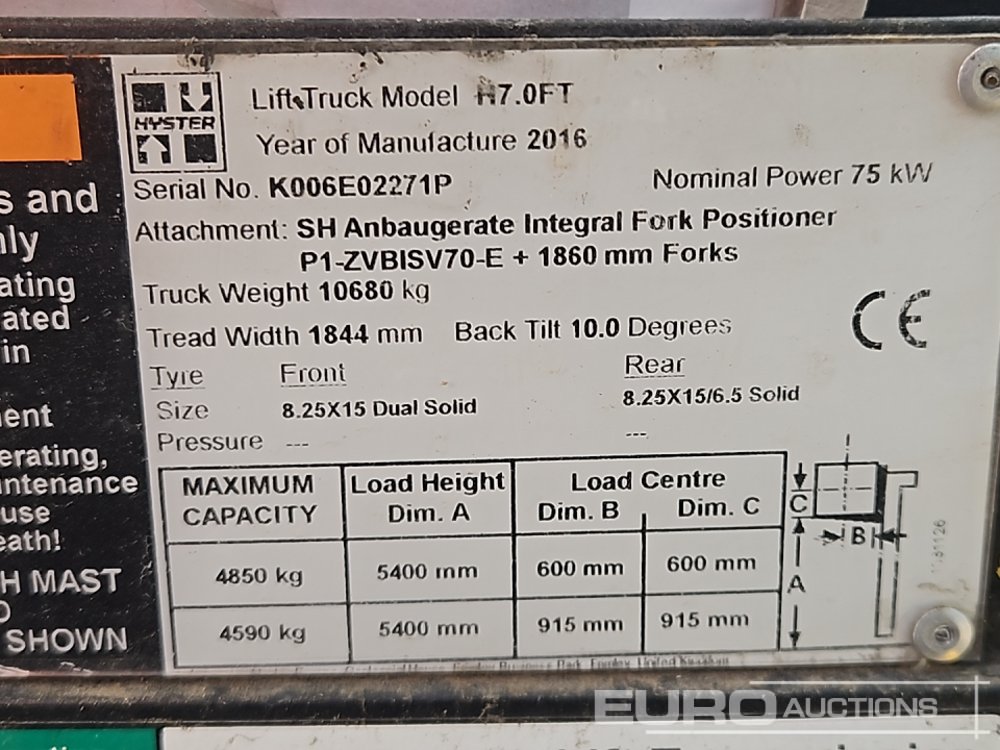 HYSTER
Lift Truck Model H7.0FT
Year of Manufacture 2016
Serial No. K006E02271P
Nominal Power 75 kW
Attachment: SH Anbaugerate Integral Fork Positioner
P1-ZVBISV70-E + 1860 mm Forks
Truck Weight 10680 kg
Tread Width 1844 mm Back Tilt 10.0 Degrees
CE
Tyre Front Rear
Size 8.25X15 Dual Solid 8.25X15/6.5 Solid
Pressure --- ---
MAXIMUM CAPACITY
Load Height Dim. A
Load Centre
Dim. B Dim. C
4850 kg 5400 mm 600 mm 600 mm
4590 kg 5400 mm 915 mm 915 mm
C
B
A
s and
nly
ating
ated
in
ment
erating,
intenance
use
eath!
H MAST
SHOWN
EURO AUCTIONS